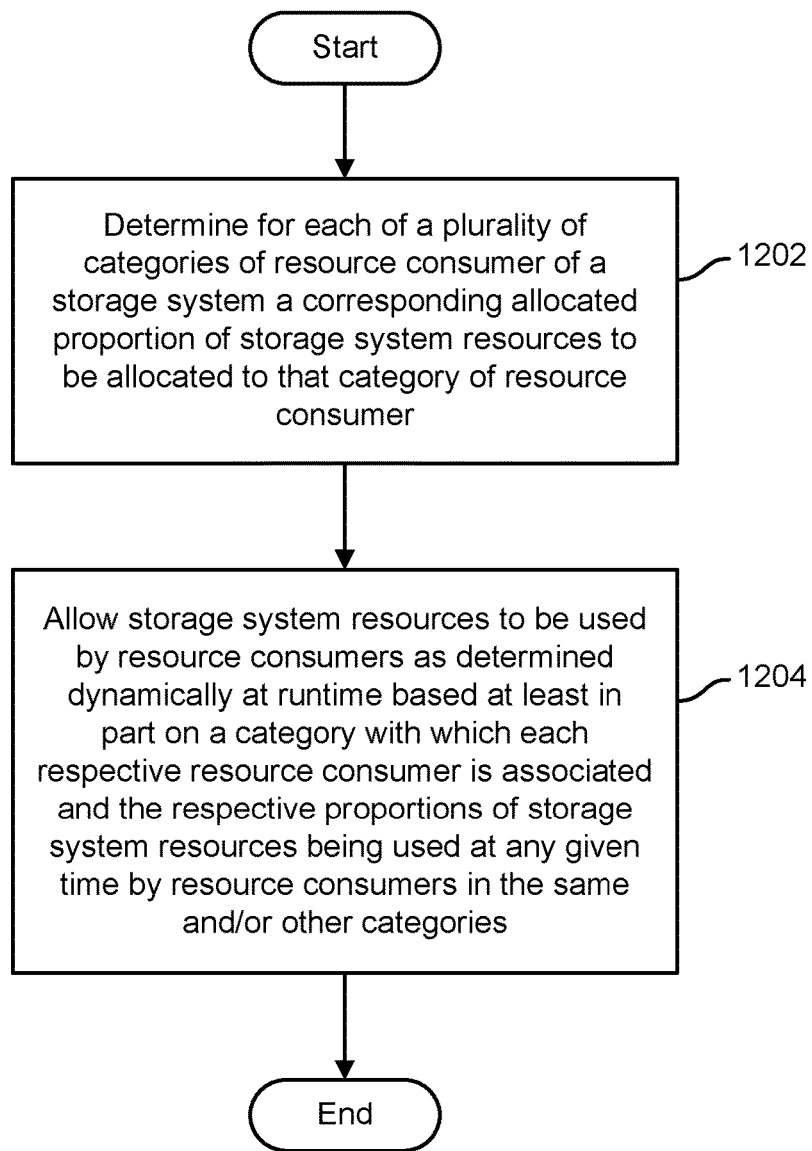 Start
Determine for each of a plurality of
categories of resource consumer of a
storage system a corresponding allocated
proportion of storage system resources to
be allocated to that category of resource
consumer
1202
Allow storage system resources to be used
by resource consumers as determined
dynamically at runtime based at least in
part on a category with which each
respective resource consumer is associated
and the respective proportions of storage
system resources being used at any given
time by resource consumers in the same
and/or other categories
1204
End